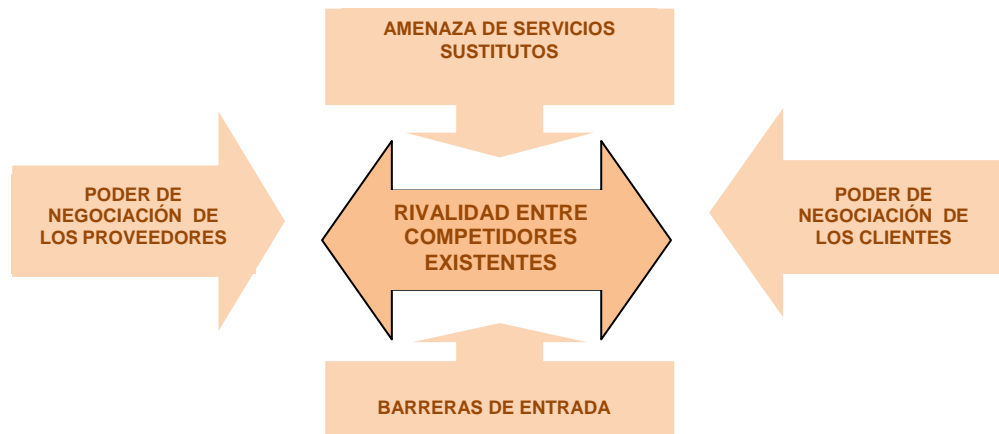 AMENAZA DE SERVICIOS
SUSTITUTOS
PODER DE
NEGOCIACIÓN DE
LOS PROVEEDORES
RIVALIDAD ENTRE
COMPETIDORES
EXISTENTES
PODER DE
NEGOCIACIÓN DE
LOS CLIENTES
BARRERAS DE ENTRADA